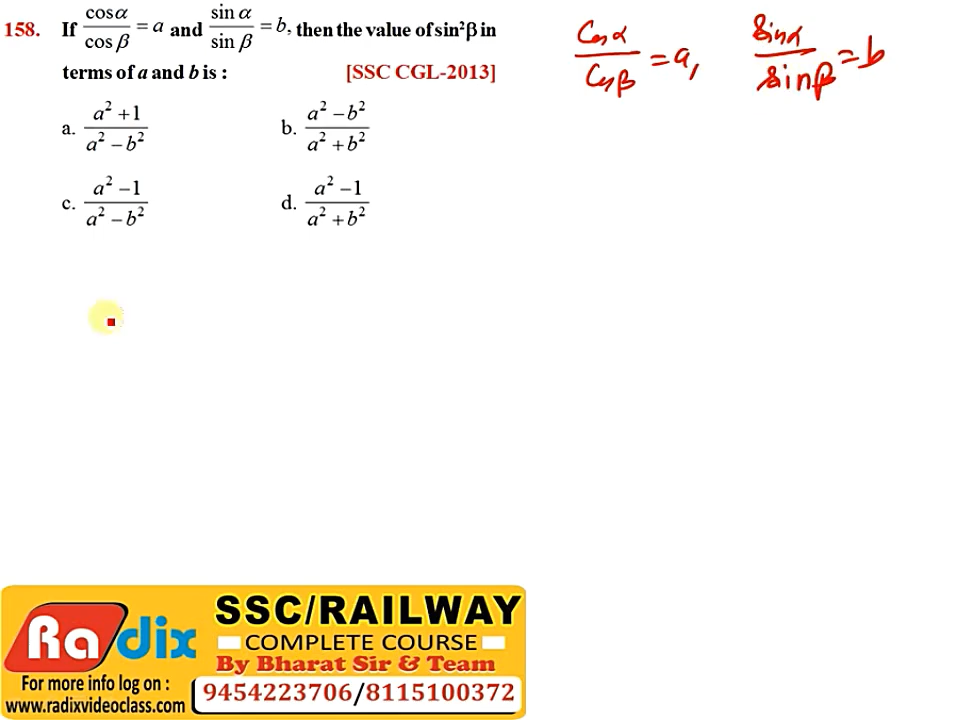 158. If cosα/cosβ = a and sinα/sinβ = b, then the value of sin²β in
terms of a and b is : [SSC CGL-2013]
a. (a² + 1)/(a² – b²) b. (a² – b²)/(a² + b²)
c. (a² – 1)/(a² – b²) d. (a² – 1)/(a² + b²)
Cosα/Cosβ = a, Sinα/sinβ = b
Radix
SSC/RAILWAY
COMPLETE COURSE
By Bharat Sir & Team
For more info log on :
www.radixvideoclass.com
9454223706/8115100372